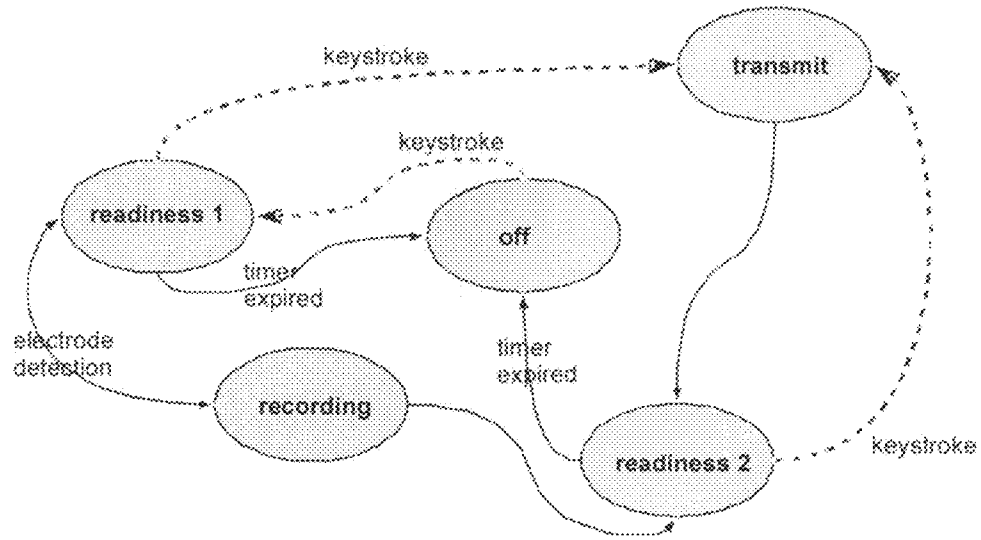 keystroke
transmit
keystroke
readiness 1
off
timer
expired
electrode
detection
timer
expired
recording
readiness 2
keystroke